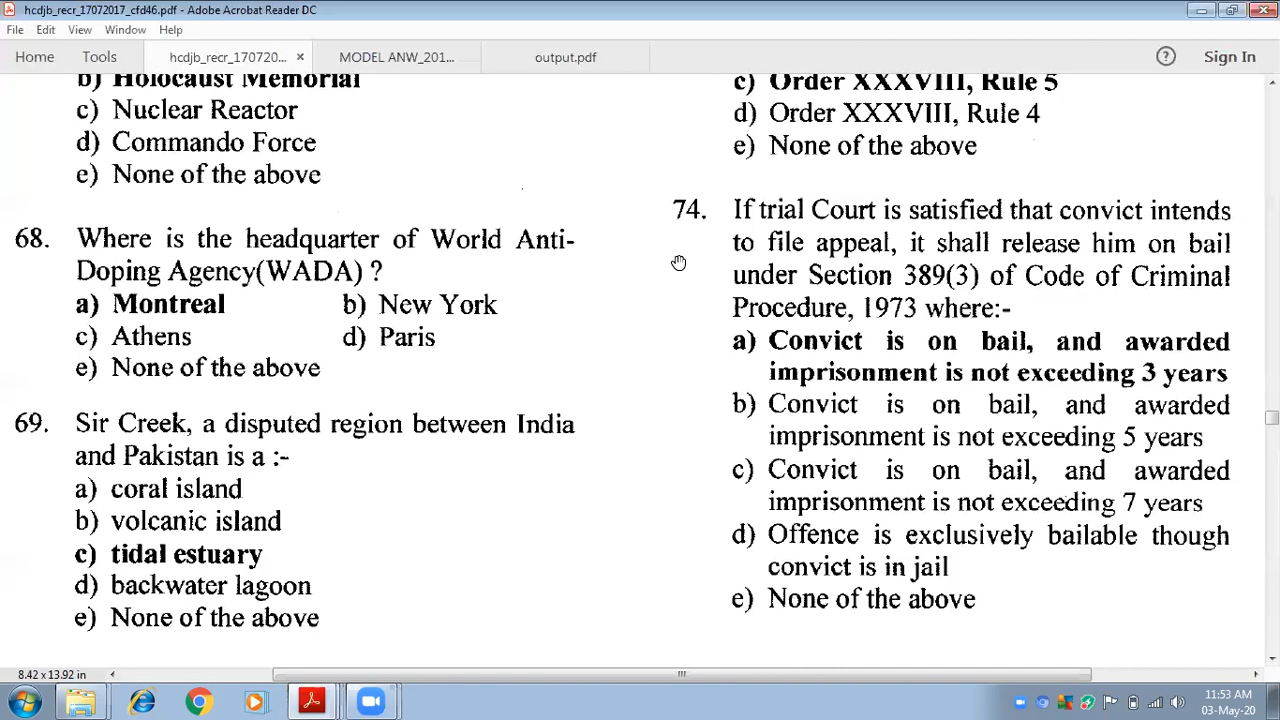 hcdjb_recr_17072017_cfd46.pdf - Adobe Acrobat Reader DC
File Edit View Window Help
Home Tools hcdjb_recr_170720... × MODEL ANW_201... output.pdf ? Sign In
b) Holocaust Memorial
c) Nuclear Reactor
d) Commando Force
e) None of the above
68. Where is the headquarter of World Anti-
Doping Agency(WADA) ?
a) Montreal b) New York
c) Athens d) Paris
e) None of the above
69. Sir Creek, a disputed region between India
and Pakistan is a :-
a) coral island
b) volcanic island
c) tidal estuary
d) backwater lagoon
e) None of the above
c) Order XXXVIII, Rule 5
d) Order XXXVIII, Rule 4
e) None of the above
74. If trial Court is satisfied that convict intends
to file appeal, it shall release him on bail
under Section 389(3) of Code of Criminal
Procedure, 1973 where:-
a) Convict is on bail, and awarded
imprisonment is not exceeding 3 years
b) Convict is on bail, and awarded
imprisonment is not exceeding 5 years
c) Convict is on bail, and awarded
imprisonment is not exceeding 7 years
d) Offence is exclusively bailable though
convict is in jail
e) None of the above
8.42 x 13.92 in
11:53 AM
03-May-20